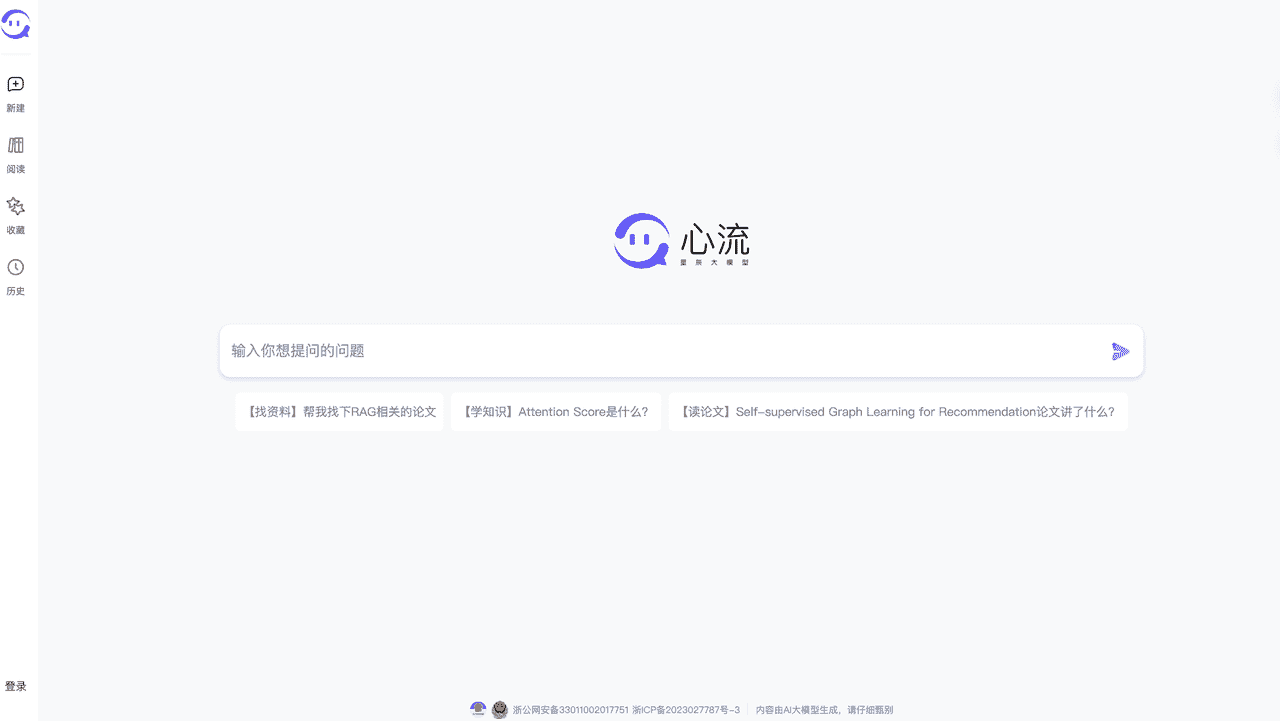 新建
阅读
收藏
历史
登录
心流
星辰大模型
输入你想提问的问题
【找资料】帮我找下RAG相关的论文
【学知识】Attention Score是什么?
【读论文】Self-supervised Graph Learning for Recommendation论文讲了什么?
浙公网安备33011002017751 浙ICP备2023027787号-3 内容由AI大模型生成，请仔细甄别